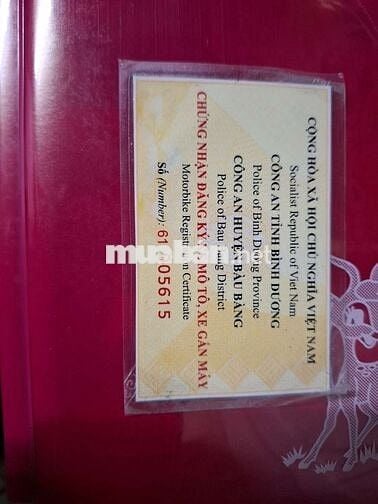 CỘNG HÒA XÃ HỘI CHỦ NGHĨA VIỆT NAM
Socialist Republic of Viet Nam
CÔNG AN TỈNH BÌNH DƯƠNG
Police of Binh Duong Province
CÔNG AN HUYỆN BÀU BÀNG
Police of Bau Bang District
CHỨNG NHẬN ĐĂNG KÝ XE MÔ TÔ, XE GẮN MÁY
Motorbike Registration Certificate
Số (Number): 61 005615
muaban.net